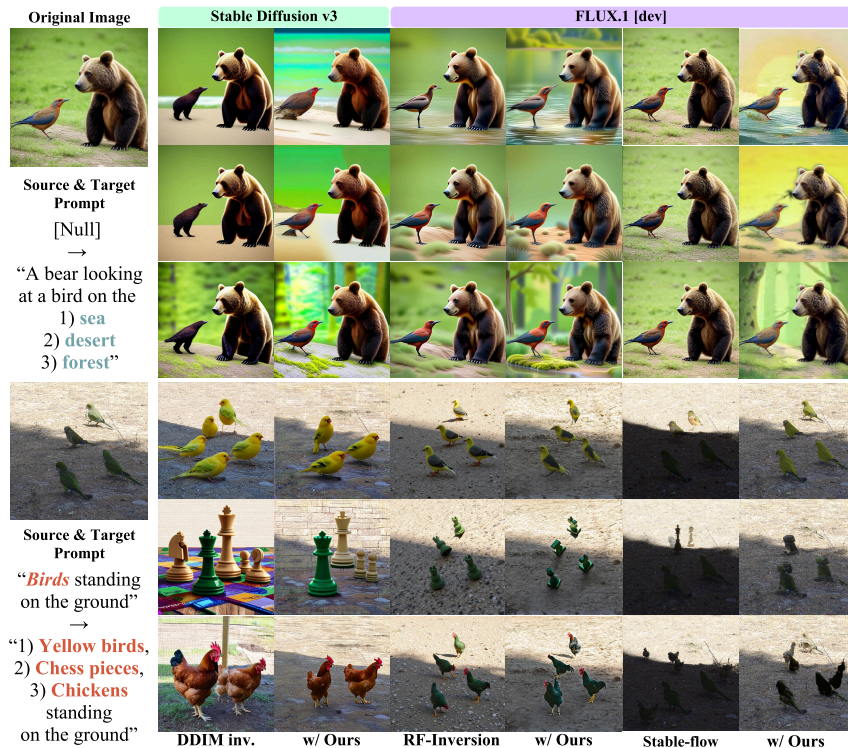 Original Image
Stable Diffusion v3
FLUX.1 [dev]
Source & Target
Prompt
[Null]
→
“A bear looking
at a bird on the
1) sea
2) desert
3) forest”
Source & Target
Prompt
“Birds standing
on the ground”
→
“1) Yellow birds,
2) Chess pieces,
3) Chickens
standing
on the ground”
DDIM inv.
w/ Ours
RF-Inversion
w/ Ours
Stable-flow
w/ Ours